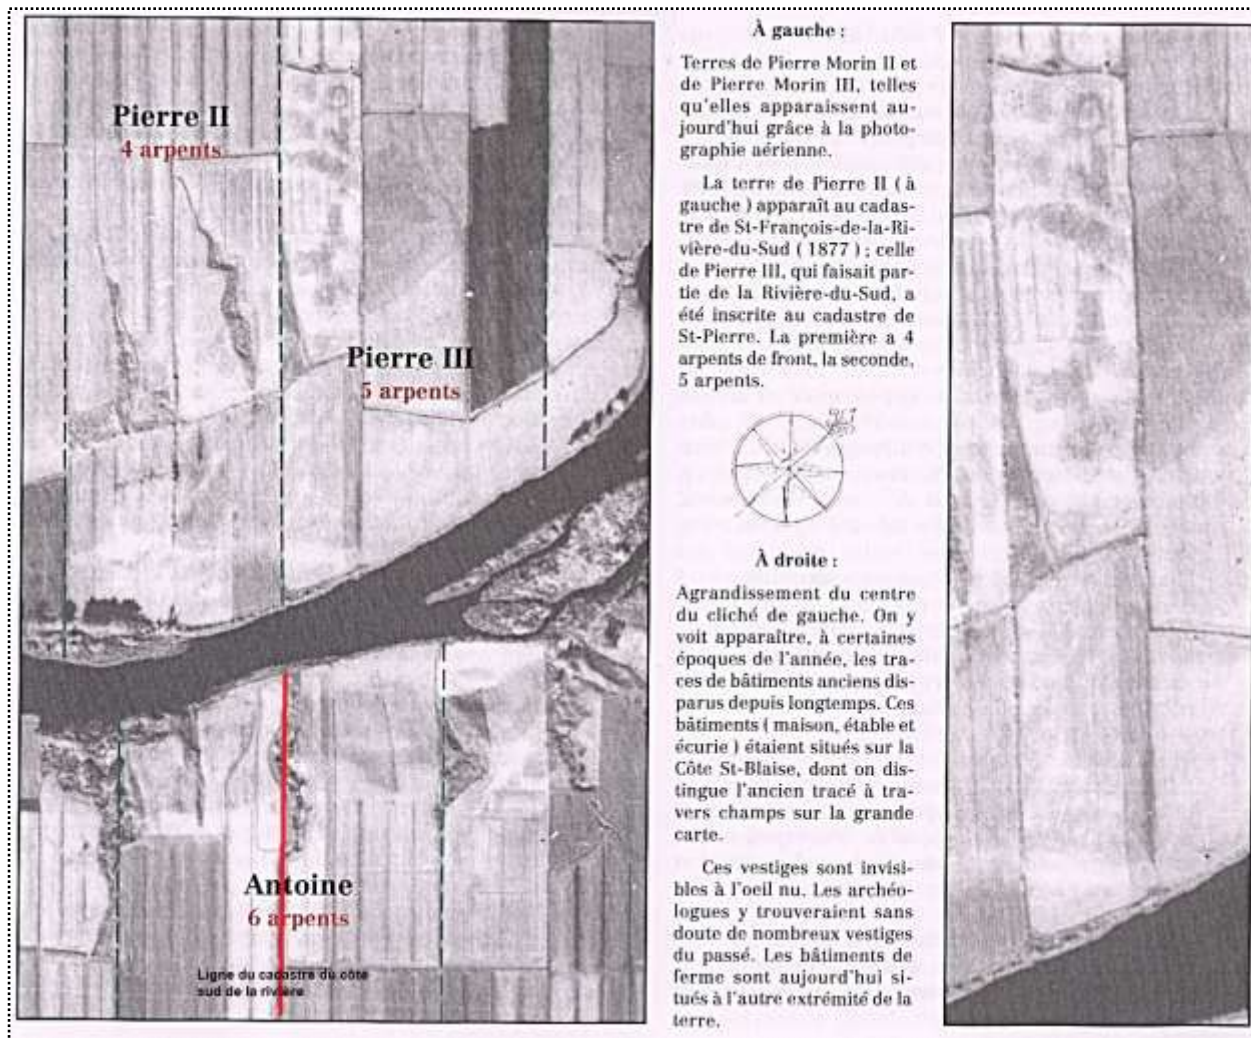 Pierre II
4 arpents
Pierre III
5 arpents
Antoine
6 arpents
Ligne du cadastre du côté
sud de la rivière
À gauche :
Terres de Pierre Morin II et
de Pierre Morin III, telles
qu'elles apparaissent au-
jourd'hui grâce à la photo-
graphie aérienne.
La terre de Pierre II ( à
gauche ) apparaît au cadas-
tre de St-François-de-la-Ri-
vière-du-Sud ( 1877 ) ; celle
de Pierre III, qui faisait par-
tie de la Rivière-du-Sud, a
été inscrite au cadastre de
St-Pierre. La première a 4
arpents de front, la seconde,
5 arpents.
À droite :
Agrandissement du centre
du cliché de gauche. On y
voit apparaître, à certaines
époques de l'année, les tra-
ces de bâtiments anciens dis-
parus depuis longtemps. Ces
bâtiments ( maison, étable et
écurie ) étaient situés sur la
Côte St-Blaise, dont on dis-
tingue l'ancien tracé à tra-
vers champs sur la grande
carte.
Ces vestiges sont invisi-
bles à l'oeil nu. Les archéo-
logues y trouveraient sans
doute de nombreux vestiges
du passé. Les bâtiments de
ferme sont aujourd'hui si-
tués à l'autre extrémité de la
terre.